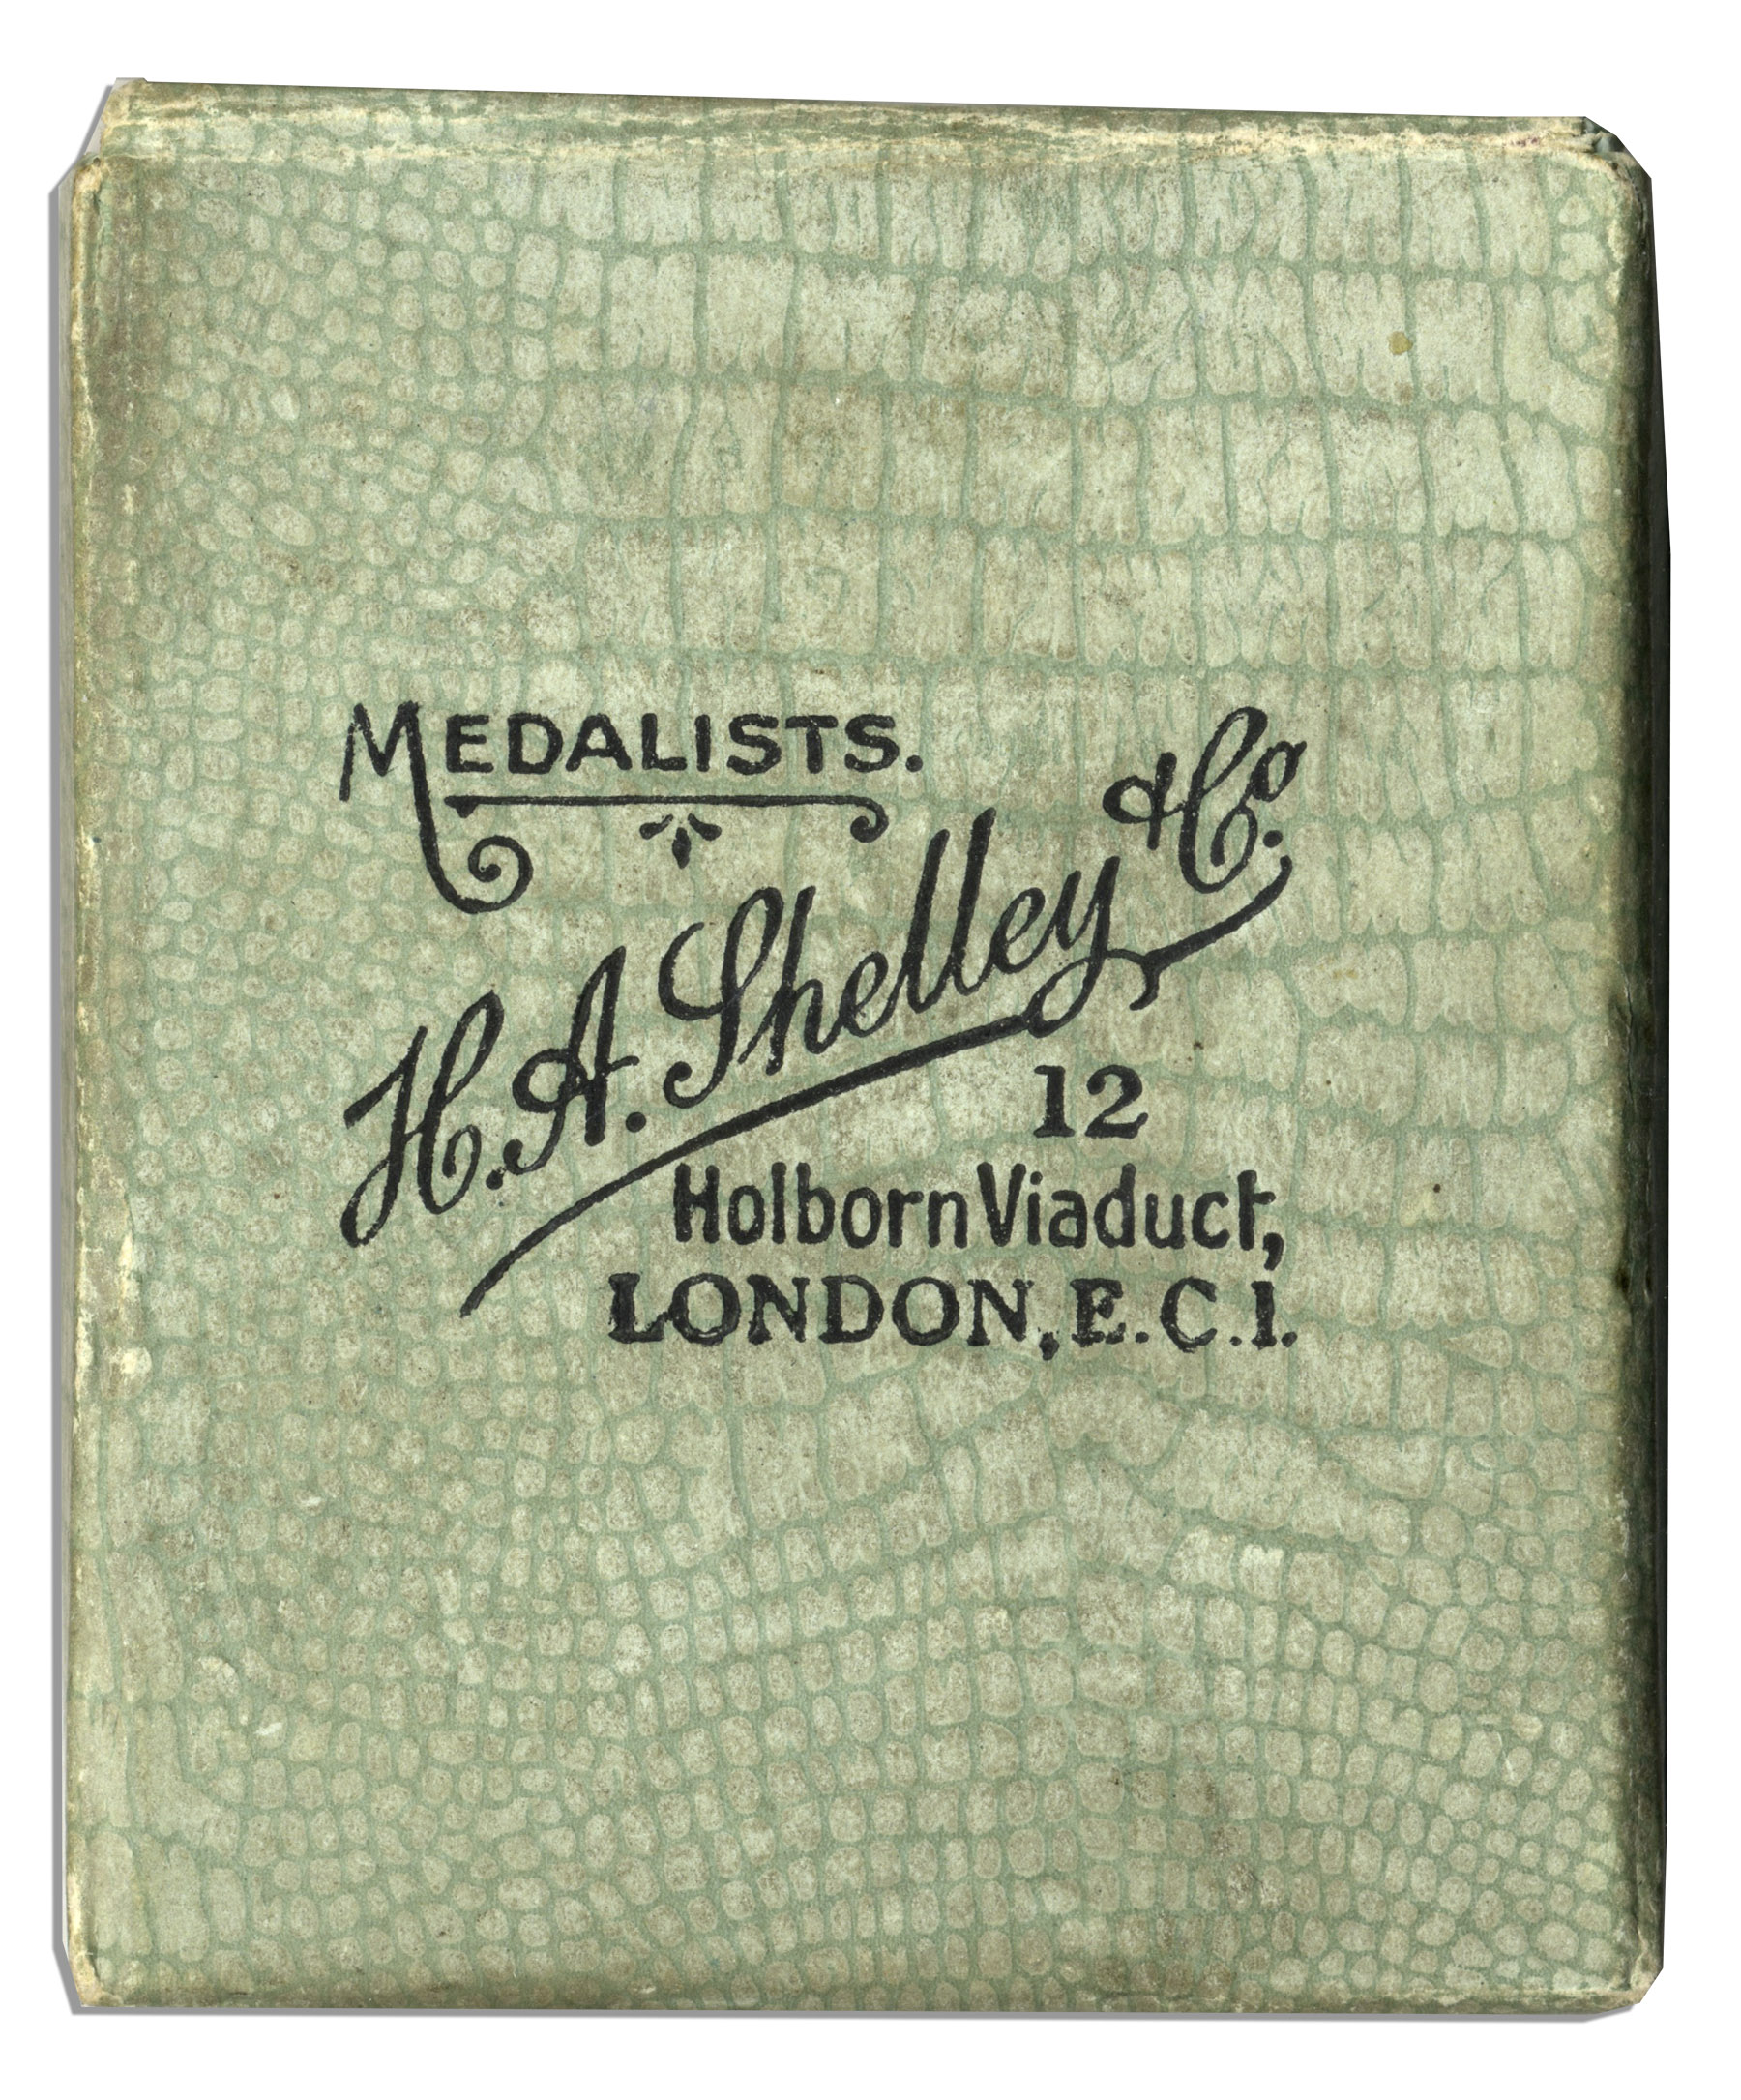 MEDALISTS.
H. A. Shelley & Co.
12
Holborn Viaduct,
LONDON, E.C.1.